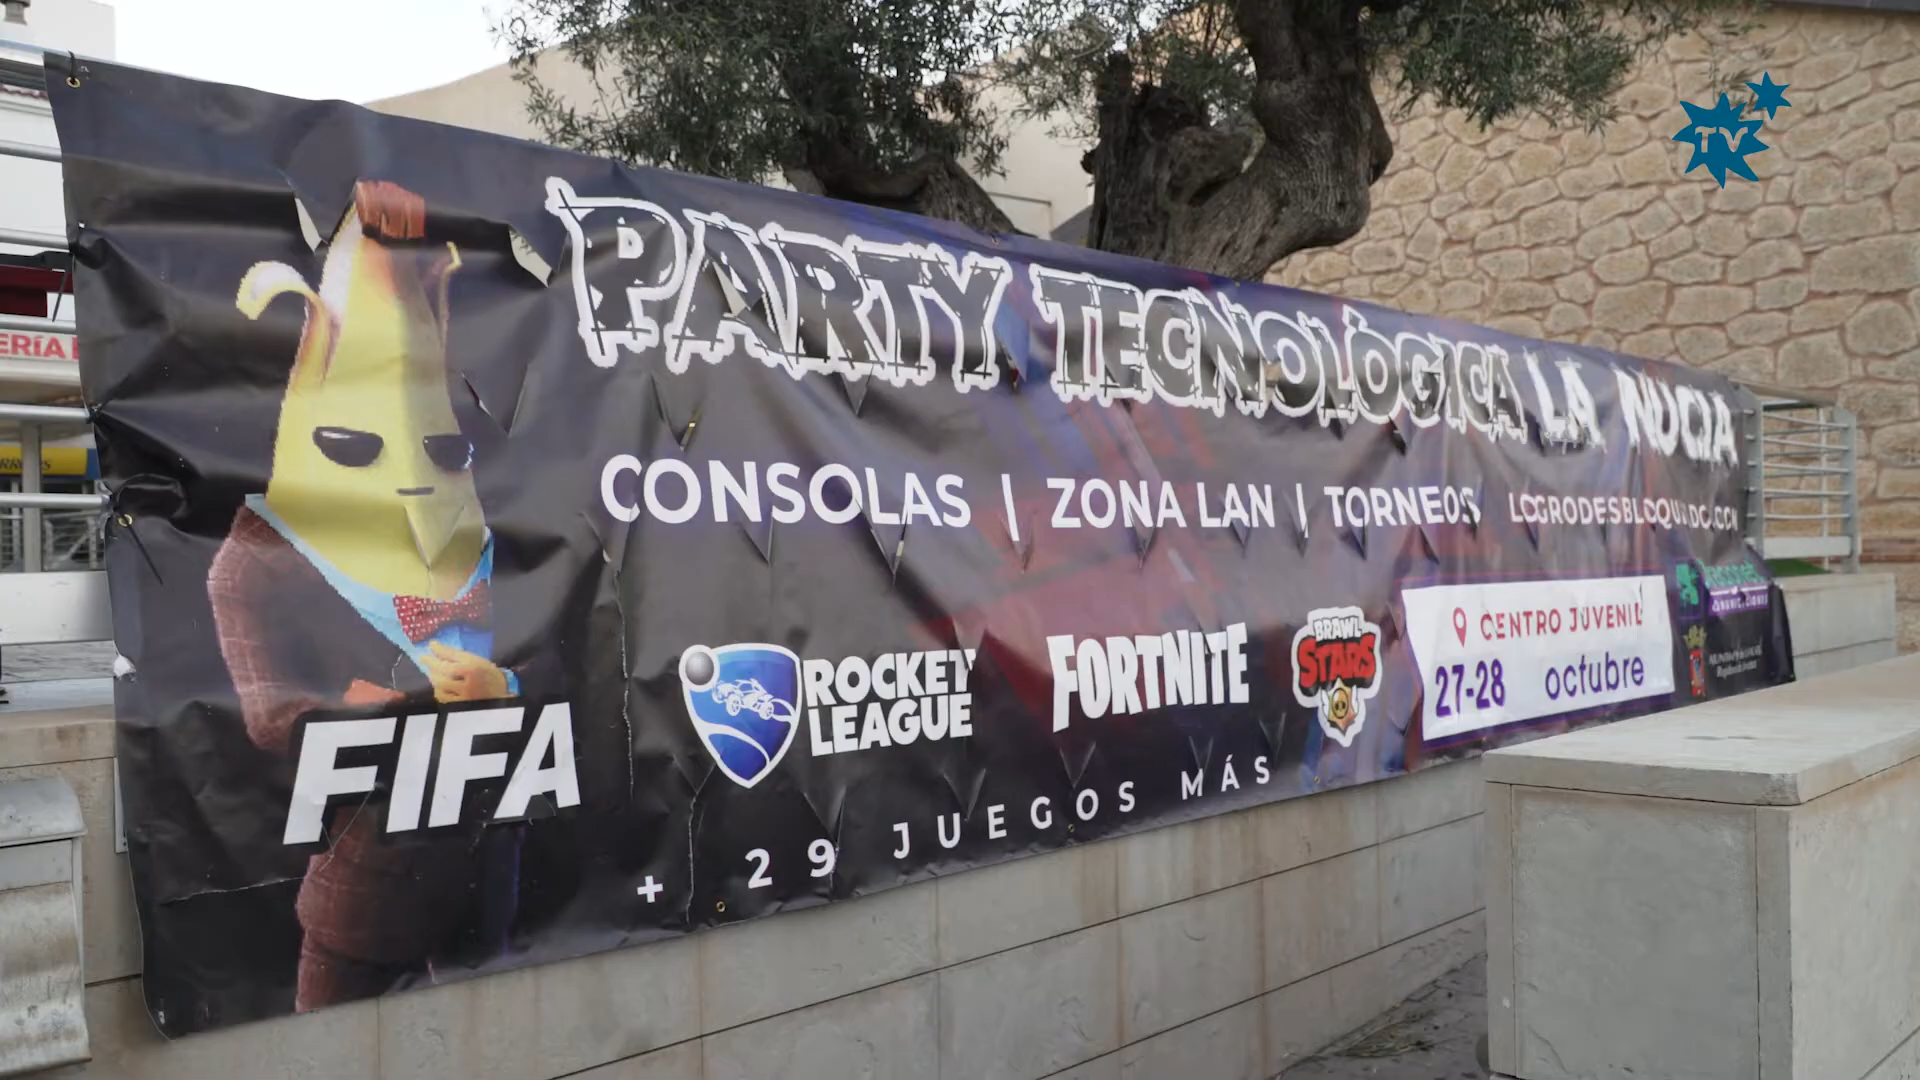 TV
PARTY TECNOLÓGICA LA NUCIA
CONSOLAS | ZONA LAN | TORNEOS
FIFA
ROCKET
LEAGUE
FORTNITE
BRAWL
STARS
CENTRO JUVENIL
27-28 octubre
+ 29 JUEGOS MÁS